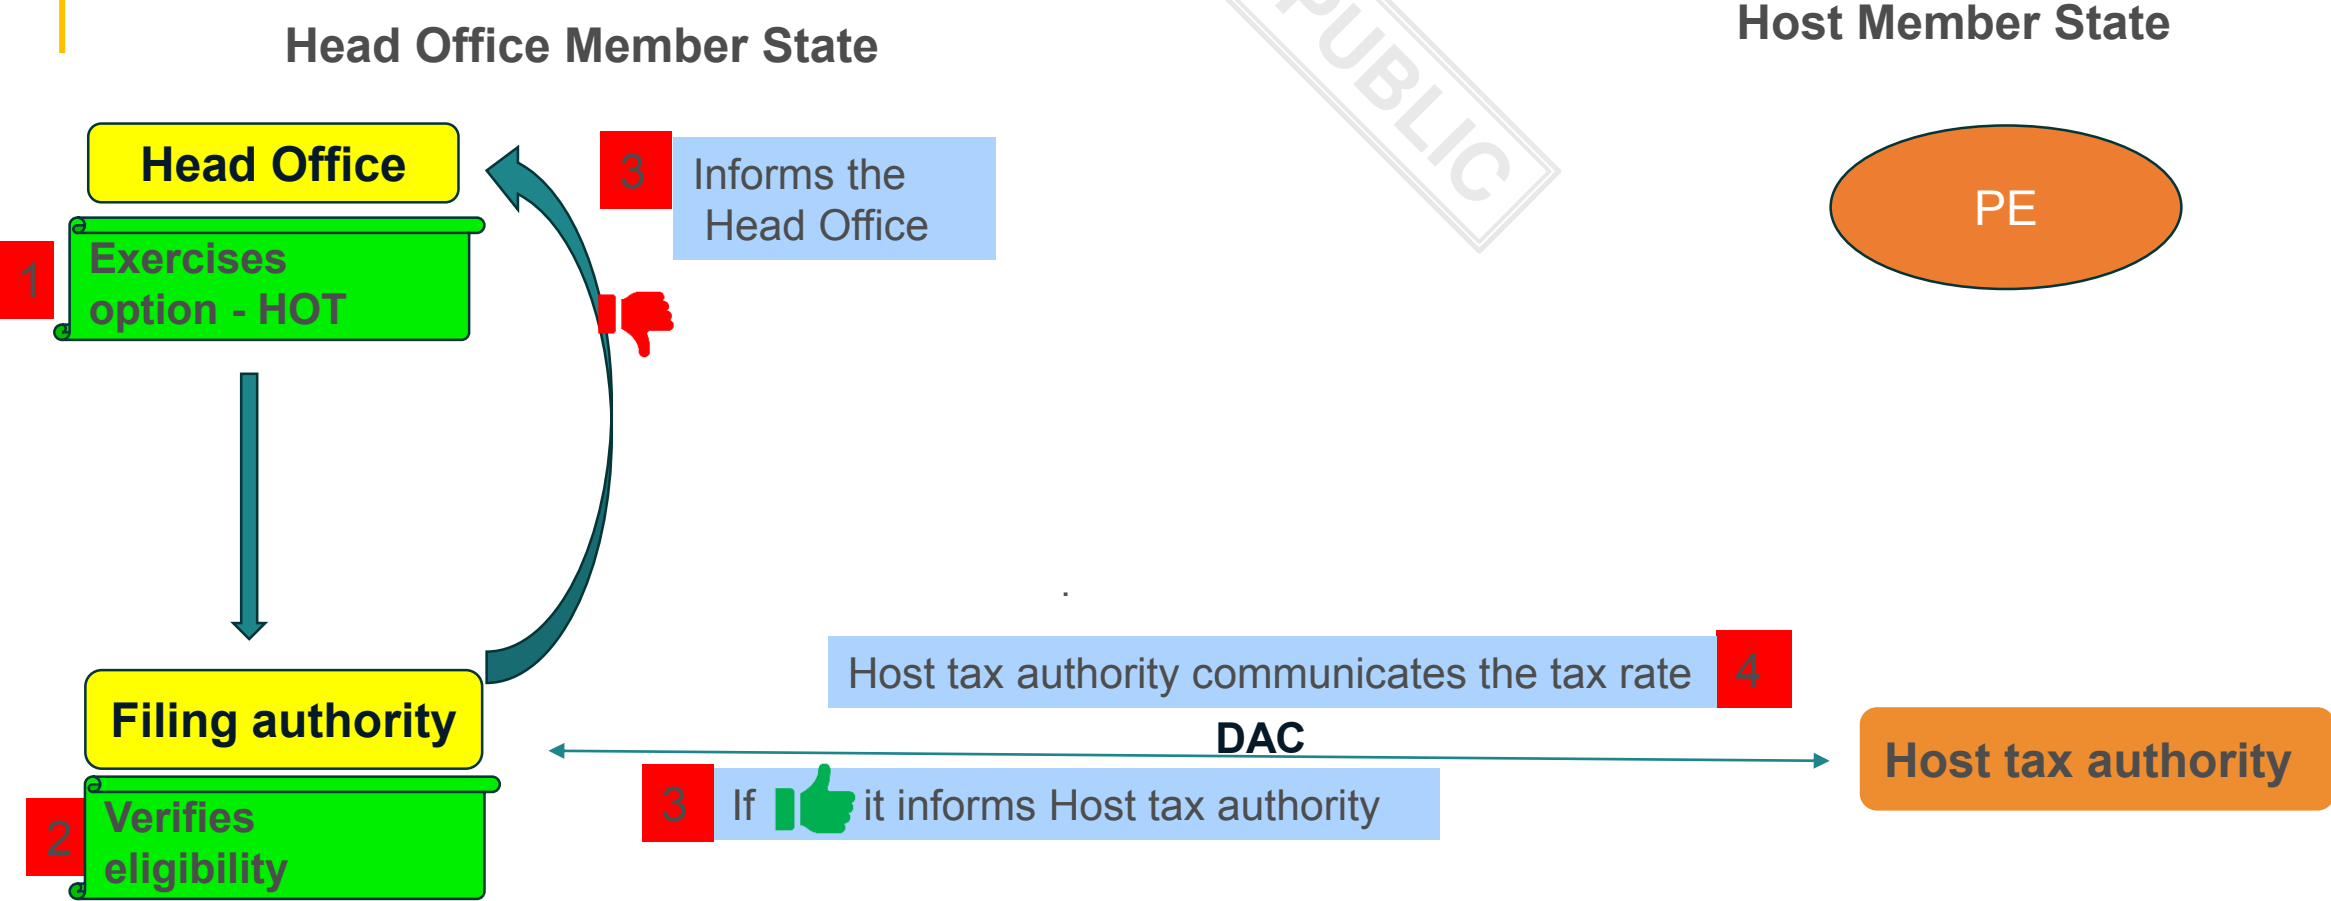 Head Office Member State
Host Member State
PUBLIC
Head Office
3
Informs the
Head Office
PE
1
Exercises
option - HOT
.
Host tax authority communicates the tax rate
4
Filing authority
DAC
Host tax authority
3
If it informs Host tax authority
2
Verifies
eligibility